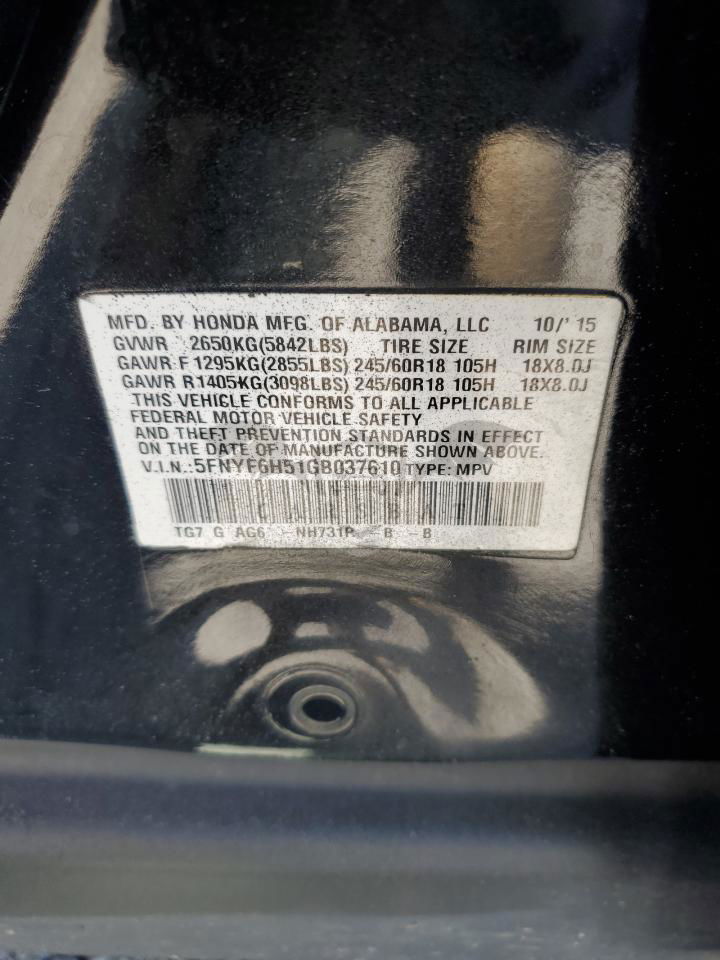 MFD. BY HONDA MFG. OF ALABAMA, LLC 10/'15
GVWR 2650KG(5842LBS) TIRE SIZE RIM SIZE
GAWR F 1295KG(2855LBS) 245/60R18 105H 18X8.0J
GAWR R1405KG(3098LBS) 245/60R18 105H 18X8.0J
THIS VEHICLE CONFORMS TO ALL APPLICABLE
FEDERAL MOTOR VEHICLE SAFETY
AND THEFT PREVENTION STANDARDS IN EFFECT
ON THE DATE OF MANUFACTURE SHOWN ABOVE.
V.I.N.:5FNYF6H51GB037610 TYPE: MPV
TG7 G AG6 -NH731P -B -B